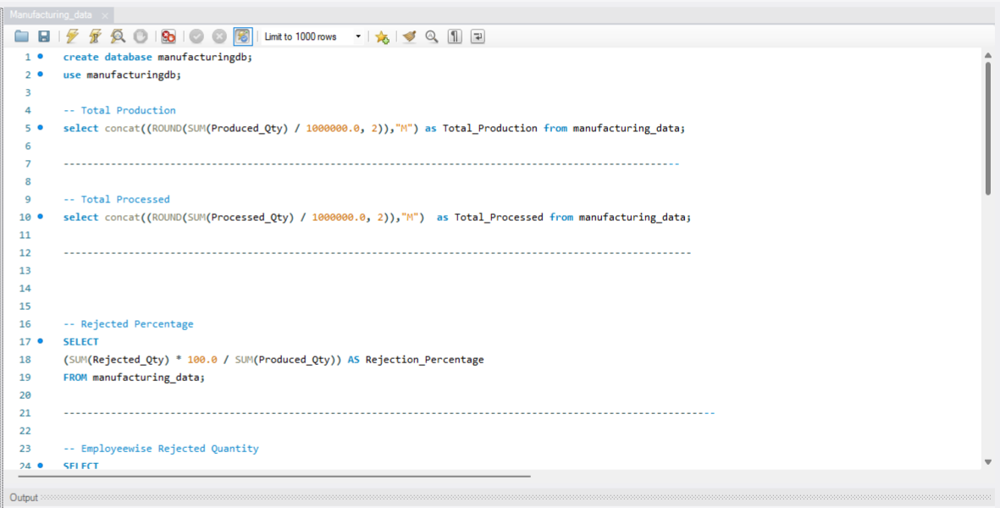 Manufacturing_data ×
Limit to 1000 rows
1 create database manufacturingdb;
2 use manufacturingdb;
3
4 -- Total Production
5 select concat((ROUND(SUM(Produced_Qty) / 1000000.0, 2)),"M") as Total_Production from manufacturing_data;
6
7 --------------------------------------------------------------------------------------------------------
8
9 -- Total Processed
10 select concat((ROUND(SUM(Processed_Qty) / 1000000.0, 2)),"M")  as Total_Processed from manufacturing_data;
11
12 ----------------------------------------------------------------------------------------------------------
13
14
15
16 -- Rejected Percentage
17 SELECT
18 (SUM(Rejected_Qty) * 100.0 / SUM(Produced_Qty)) AS Rejection_Percentage
19 FROM manufacturing_data;
20
21 --------------------------------------------------------------------------------------------------------------
22
23 -- Employeewise Rejected Quantity
24 SELECT
Output